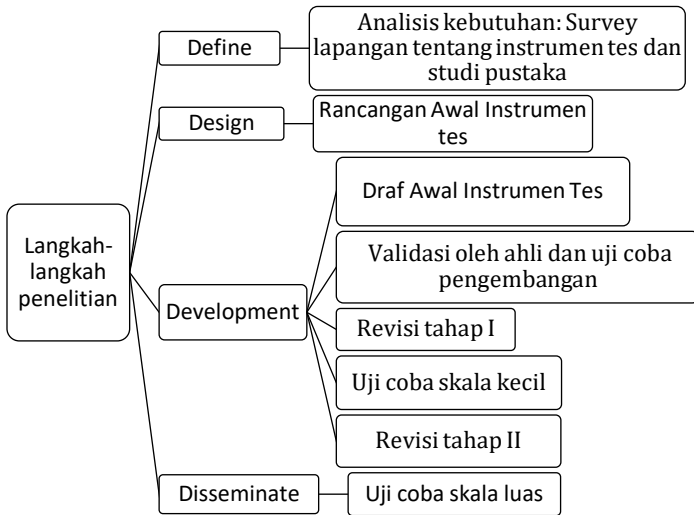 Langkah-
langkah
penelitian
Define
Analisis kebutuhan: Survey
lapangan tentang instrumen tes dan
studi pustaka
Design
Rancangan Awal Instrumen
tes
Development
Draf Awal Instrumen Tes
Validasi oleh ahli dan uji coba
pengembangan
Revisi tahap I
Uji coba skala kecil
Revisi tahap II
Disseminate
Uji coba skala luas